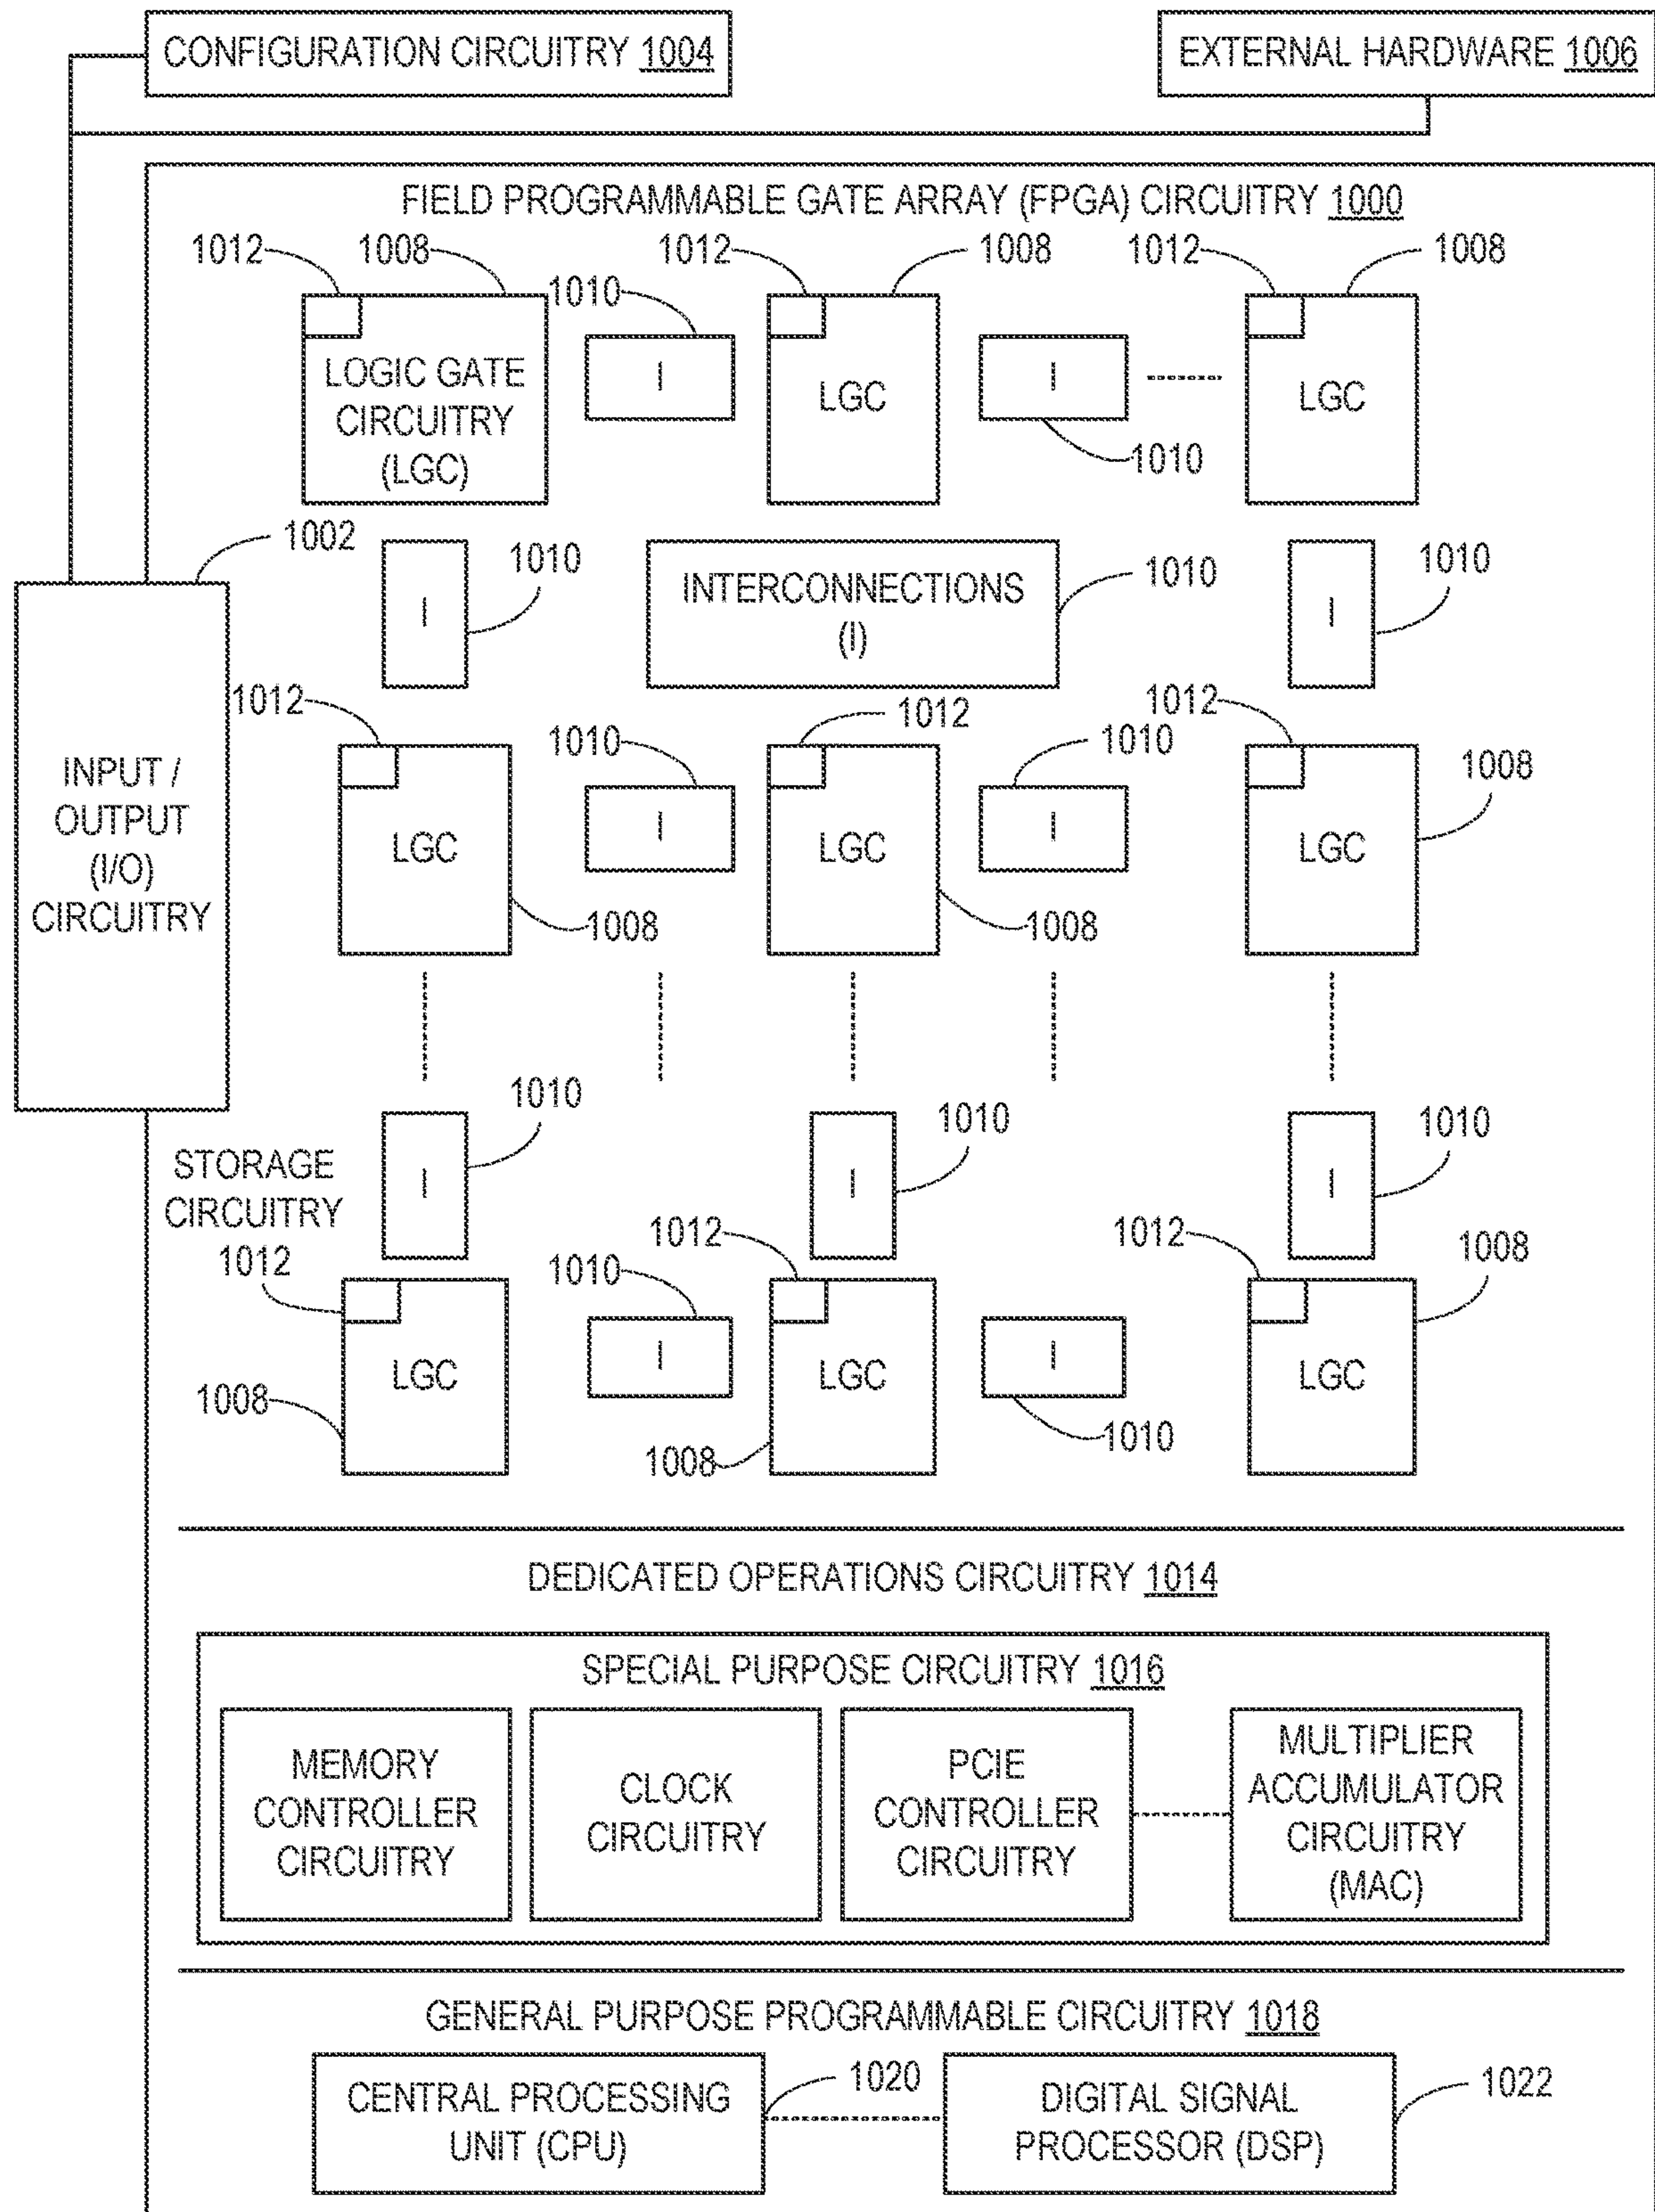 CONFIGURATION CIRCUITRY 1004
EXTERNAL HARDWARE 1006
FIELD PROGRAMMABLE GATE ARRAY (FPGA) CIRCUITRY 1000
1012
1008
1010
1012
1008
1012
1008
LOGIC GATE
CIRCUITRY
(LGC)
I
LGC
I
LGC
1010
1002
1010
INTERCONNECTIONS
(I)
1010
1010
I
I
INPUT /
OUTPUT
(I/O)
CIRCUITRY
1012
1010
1012
1010
1012
1008
LGC
I
LGC
I
LGC
1008
1008
1010
1010
1010
I
I
I
STORAGE
CIRCUITRY
1012
1010
1012
1012
1008
LGC
I
LGC
I
LGC
1008
1008
1010
DEDICATED OPERATIONS CIRCUITRY 1014
SPECIAL PURPOSE CIRCUITRY 1016
MEMORY
CONTROLLER
CIRCUITRY
CLOCK
CIRCUITRY
PCIE
CONTROLLER
CIRCUITRY
MULTIPLIER
ACCUMULATOR
CIRCUITRY
(MAC)
GENERAL PURPOSE PROGRAMMABLE CIRCUITRY 1018
CENTRAL PROCESSING
UNIT (CPU)
1020
DIGITAL SIGNAL
PROCESSOR (DSP)
1022